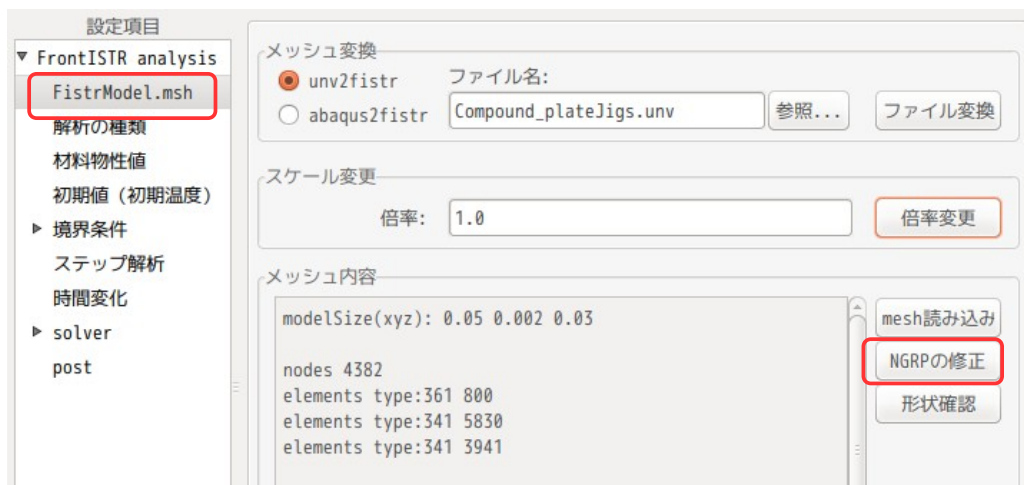 設定項目
▼ FrontISTR analysis
FistrModel.msh
解析の種類
材料物性値
初期値（初期温度）
▶ 境界条件
ステップ解析
時間変化
▶ solver
post
メッシュ変換
unv2fistr
abaqus2fistr
ファイル名:
Compound_plateJigs.unv
参照...
ファイル変換
スケール変更
倍率:
1.0
倍率変更
メッシュ内容
modelSize(xyz): 0.05 0.002 0.03
nodes 4382
elements type:361 800
elements type:341 5830
elements type:341 3941
mesh読み込み
NGRPの修正
形状確認